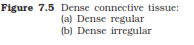 Figure 7.5 Dense connective tissue:
(a) Dense regular
(b) Dense irregular